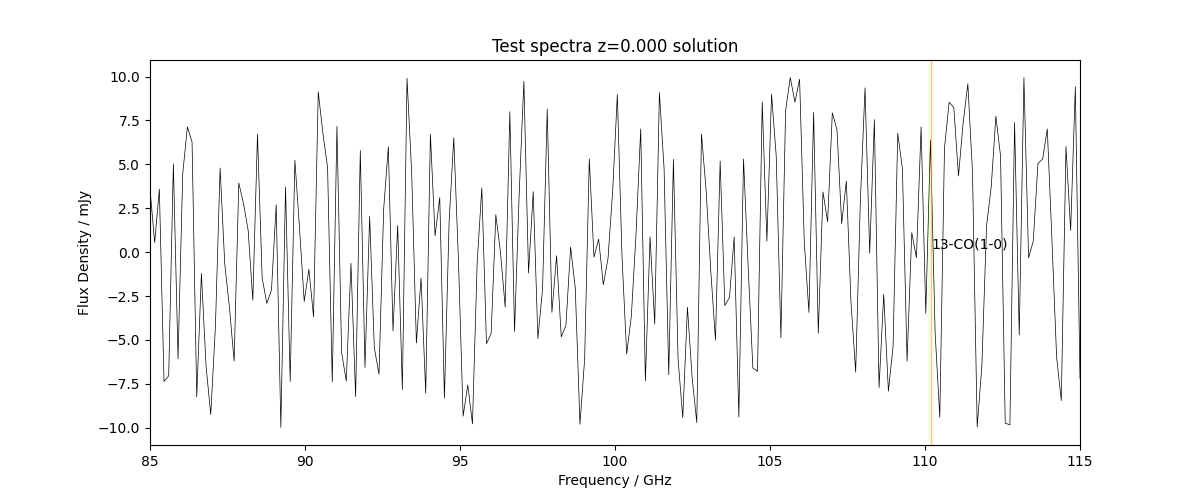 Test spectra z=0.000 solution
10.0
7.5
5.0
2.5
0.0
−2.5
−5.0
−7.5
−10.0
Flux Density / mJy
13-CO(1-0)
85 90 95 100 105 110 115
Frequency / GHz